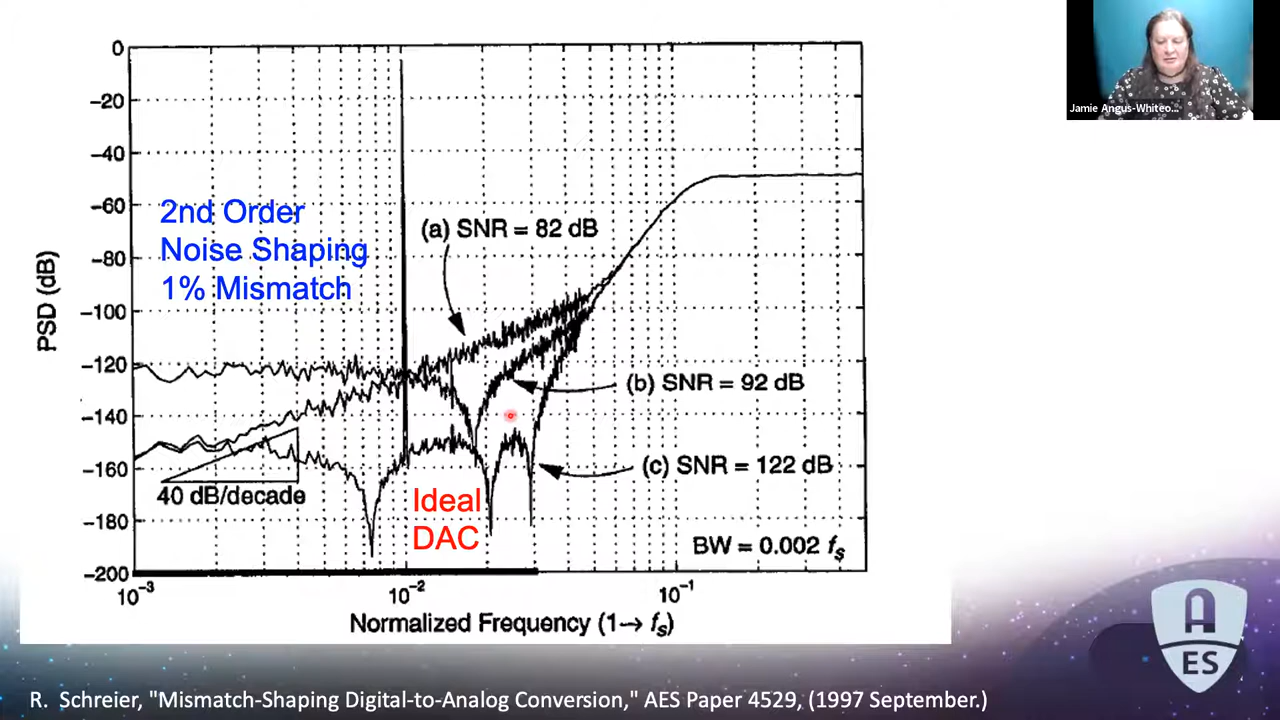 0
−20
−40
−60
−80
−100
−120
−140
−160
−180
−200
PSD (dB)
2nd Order
Noise Shaping
1% Mismatch
(a) SNR = 82 dB
(b) SNR = 92 dB
(c) SNR = 122 dB
40 dB/decade
Ideal
DAC
BW = 0.002 fs
10−3
10−2
10−1
Normalized Frequency (1→ fs)
Jamie Angus-Whiteo...
A
ES
R. Schreier, "Mismatch-Shaping Digital-to-Analog Conversion," AES Paper 4529, (1997 September.)